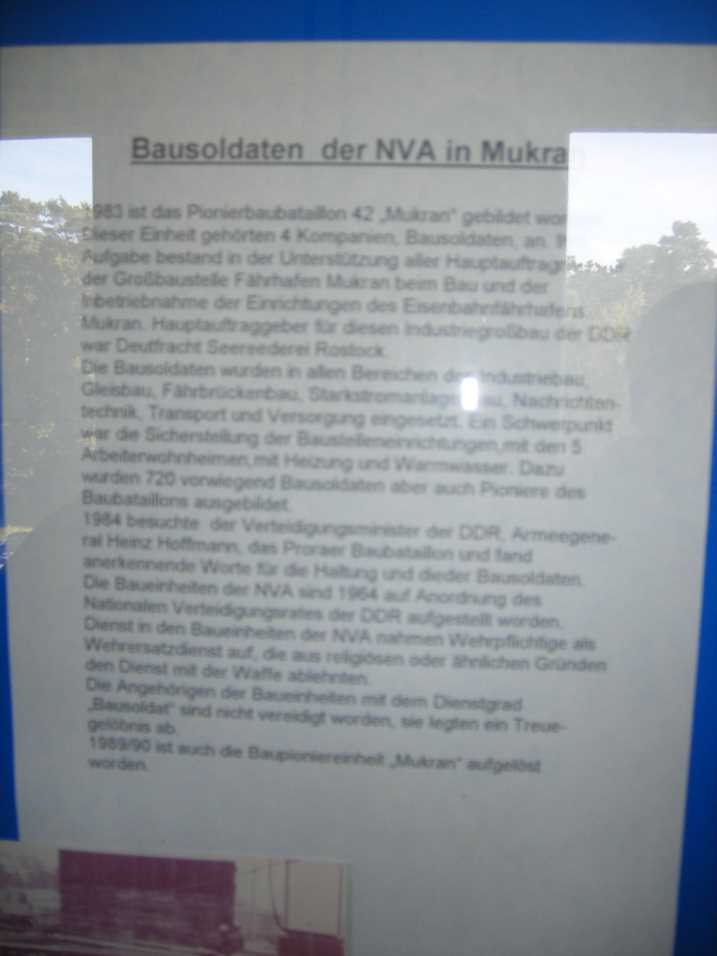 Bausoldaten der NVA in Mukran
1983 ist das Pionierbaubataillon 42 „Mukran“ gebildet
Dieser Einheit gehörten 4 Kompanien, Bausoldaten, an.
Aufgabe bestand in der Unterstützung aller
der Großbaustelle Fährhafen Mukran beim Bau und der
Inbetriebnahme der Einrichtungen des Eisenbahnfährhafens
Mukran. Hauptauftraggeber für diesen Industriegroßbau der DDR
war Deutfracht Seereederei Rostock.
Die Bausoldaten wurden in allen Bereichen des Industriebau,
Gleisbau, Fährbrückenbau, Starkstromanlagenbau, Nachrichten-
technik, Transport und Versorgung eingesetzt. Ein Schwerpunkt
war die Sicherstellung der Baustelleneinrichtungen,mit den 5
Arbeiterwohnheimen,mit Heizung und Warmwasser. Dazu
wurden 720 vorwiegend Bausoldaten aber auch Pioniere des
Baubataillons ausgebildet.
1984 besuchte der Verteidigungsminister der DDR, Armeegene-
ral Heinz Hoffmann, das Proraer Baubataillon und fand
anerkennende Worte für die Haltung und dieder Bausoldaten.
Die Baueinheiten der NVA sind 1964 auf Anordnung des
Nationalen Verteidigungsrates der DDR aufgestellt worden.
Dienst in den Baueinheiten der NVA nahmen Wehrpflichtige als
Wehrersatzdienst auf, die aus religiösen oder ähnlichen Gründen
den Dienst mit der Waffe ablehnten.
Die Angehörigen der Baueinheiten mit dem Dienstgrad
„Bausoldat“ sind nicht vereidigt worden, sie legten ein Treue-
gelöbnis ab.
1989/90 ist auch die Baupioniereinheit „Mukran“ aufgelöst
worden.